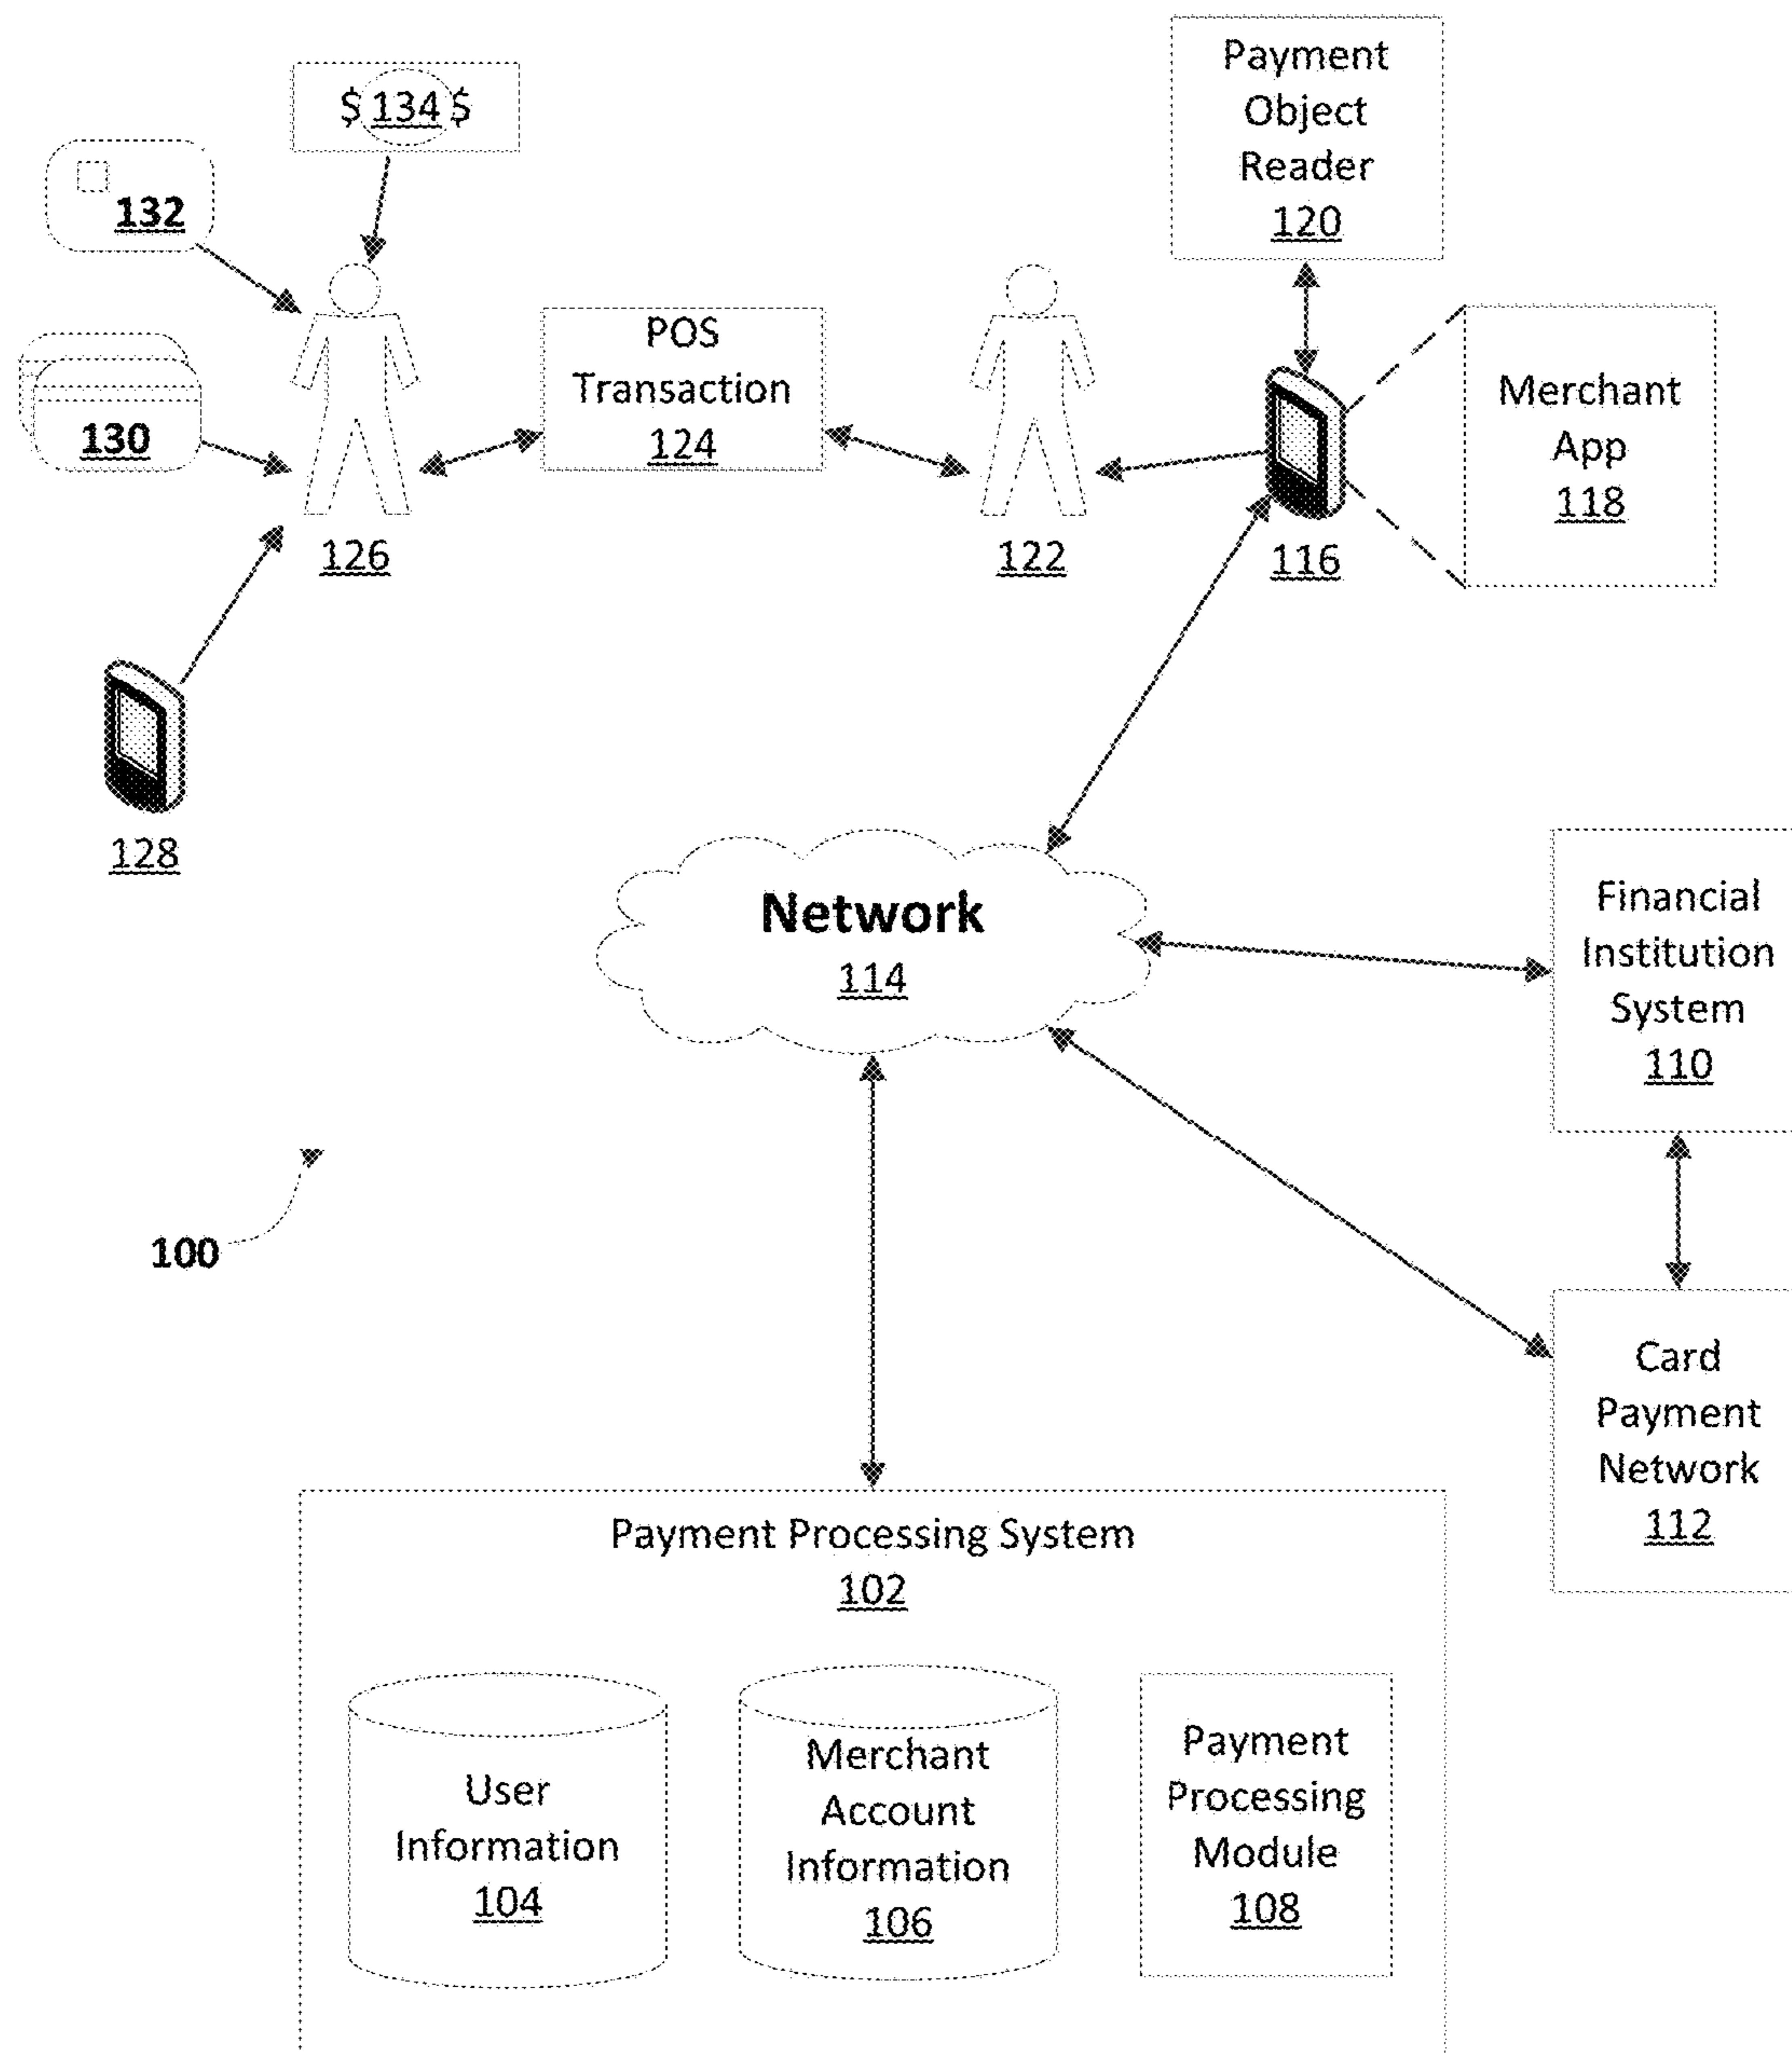 $ 134 $
132
130
126
128
POS
Transaction
124
122
Payment
Object
Reader
120
116
Merchant
App
118
Network
114
Financial
Institution
System
110
100
Card
Payment
Network
112
Payment Processing System
102
User
Information
104
Merchant
Account
Information
106
Payment
Processing
Module
108